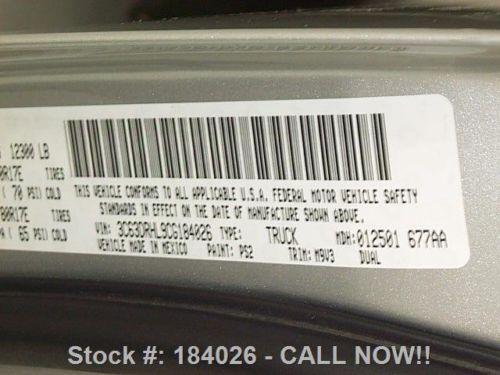 12300 LB
0R17E TIRES
( 70 PSI) COLD
80R17E TIRES
( 65 PSI) COLD
THIS VEHICLE CONFORMS TO ALL APPLICABLE U.S.A. FEDERAL MOTOR VEHICLE SAFETY
STANDARDS IN EFFECT ON THE DATE OF MANUFACTURE SHOWN ABOVE.
VIN: 3C63DRHL9CG184026 TYPE: TRUCK MDH: 012501 677AA
VEHICLE MADE IN MEXICO PAINT: PS2 TRIM: M9V3 DUAL
Stock #: 184026 - CALL NOW!!